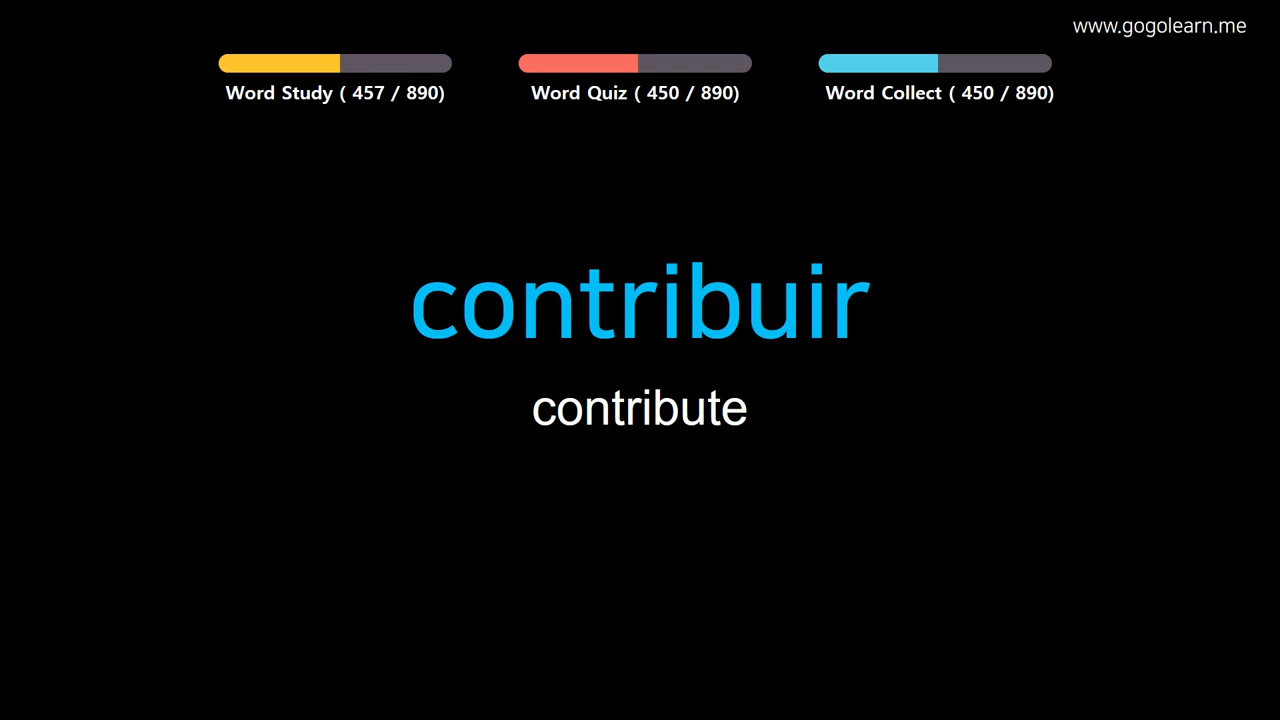 www.gogolearn.me
Word Study ( 457 / 890)
Word Quiz ( 450 / 890)
Word Collect ( 450 / 890)
contribuir
contribute